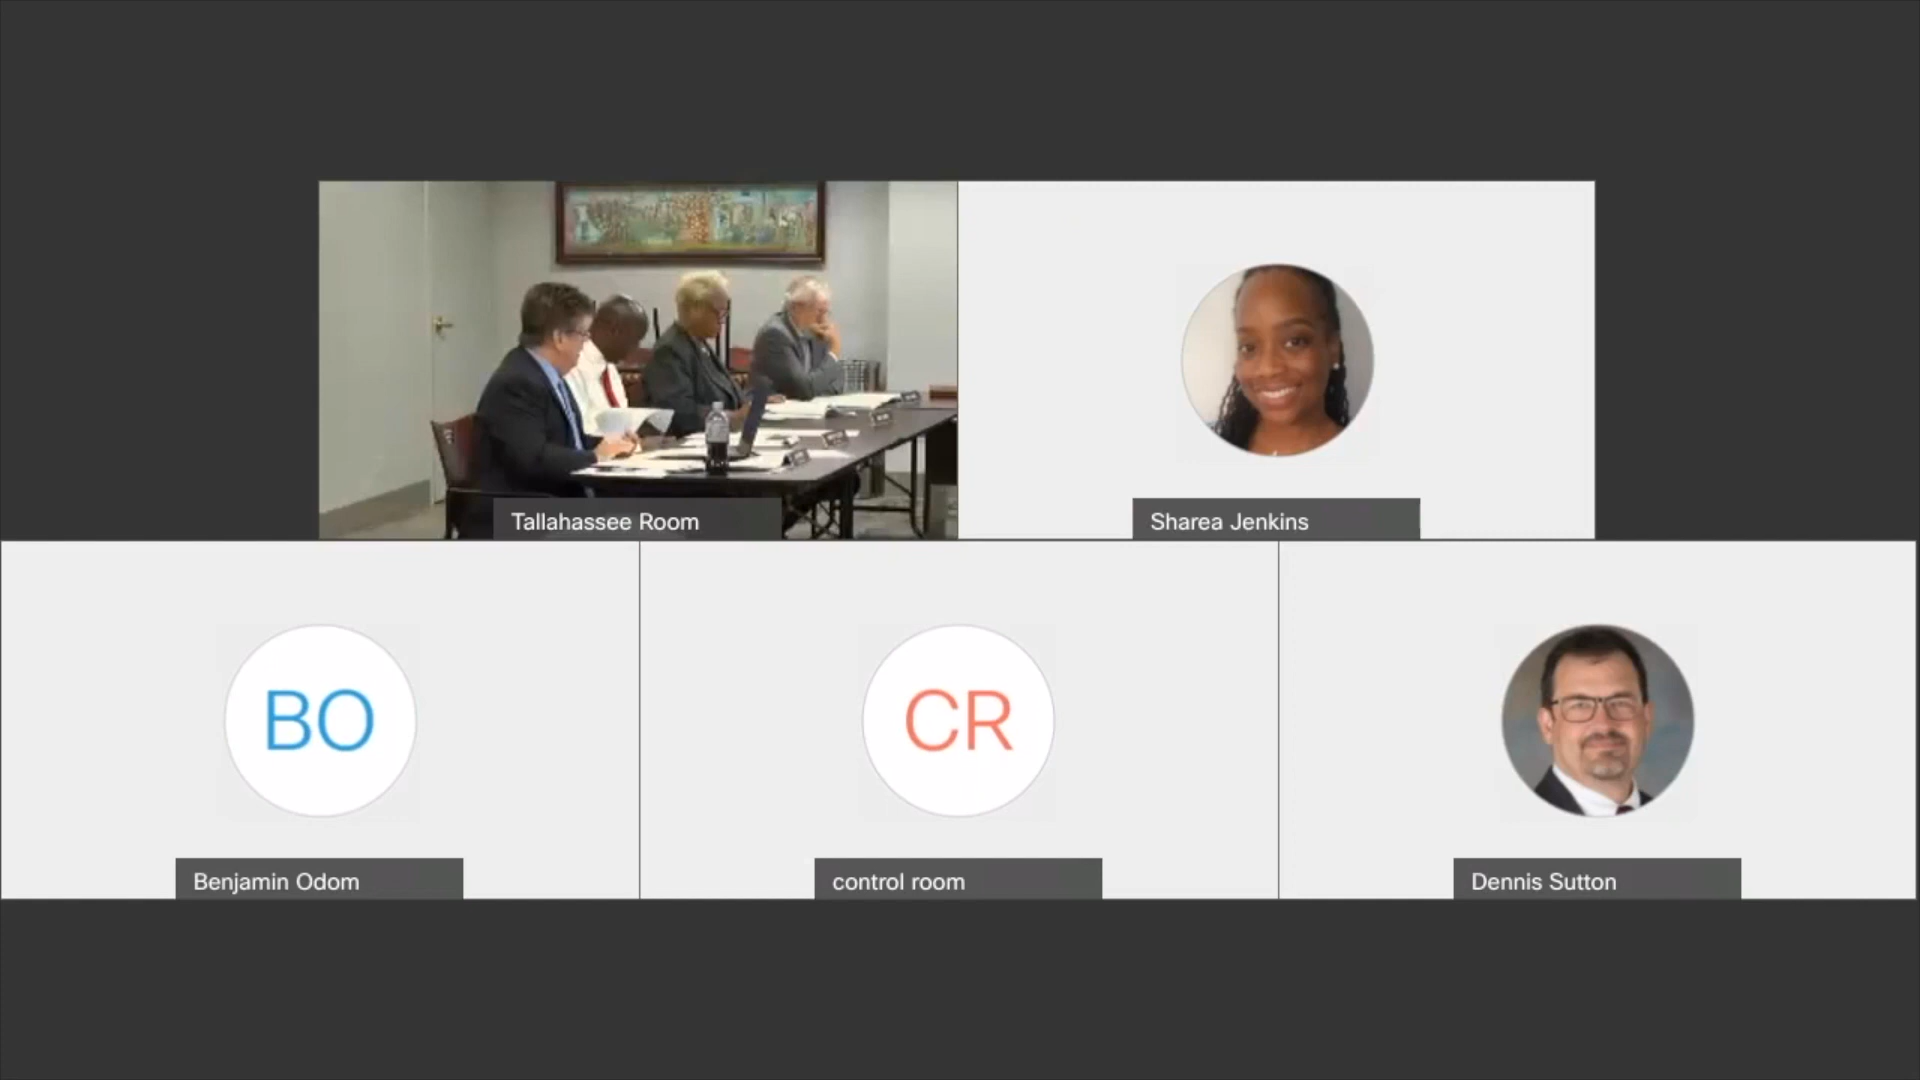 Tallahassee Room
Sharea Jenkins
BO
CR
Benjamin Odom
control room
Dennis Sutton